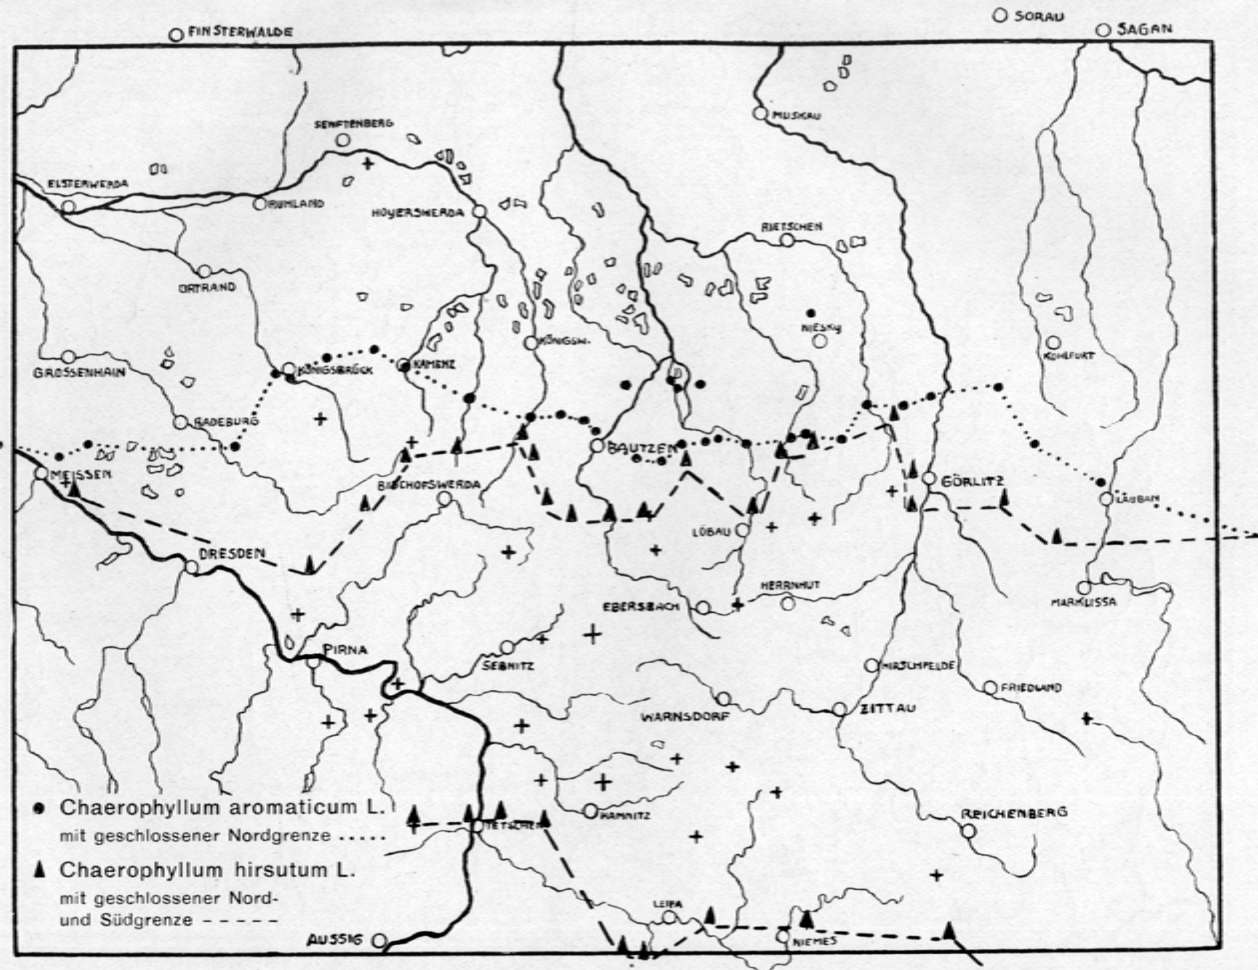 FINSTERWALDE
SORAU
SAGAN
SENFTENBERG
MUSKAU
ELSTERWERDA
RUHLAND
HOYERSWERDA
RIETSCHEN
ORTRAND
NIESKY
KÖNIGSW.
KOHLFURT
GROSSENHAIN
KÖNIGSBRÜCK
KAMENZ
RADEBURG
BAUTZEN
MEISSEN
BISCHOFSWERDA
GÖRLITZ
LAUBAN
LÖBAU
DRESDEN
HERRNHUT
EBERSBACH
MARKLISSA
PIRNA
SEBNITZ
HIRSCHFELDE
FRIEDLAND
WARNSDORF
ZITTAU
Chaerophyllum aromaticum L.
mit geschlossener Nordgrenze .....
TETSCHEN
KAMNITZ
REICHENBERG
Chaerophyllum hirsutum L.
mit geschlossener Nord-
und Südgrenze -----
LEIPA
AUSSIG
NIEMES